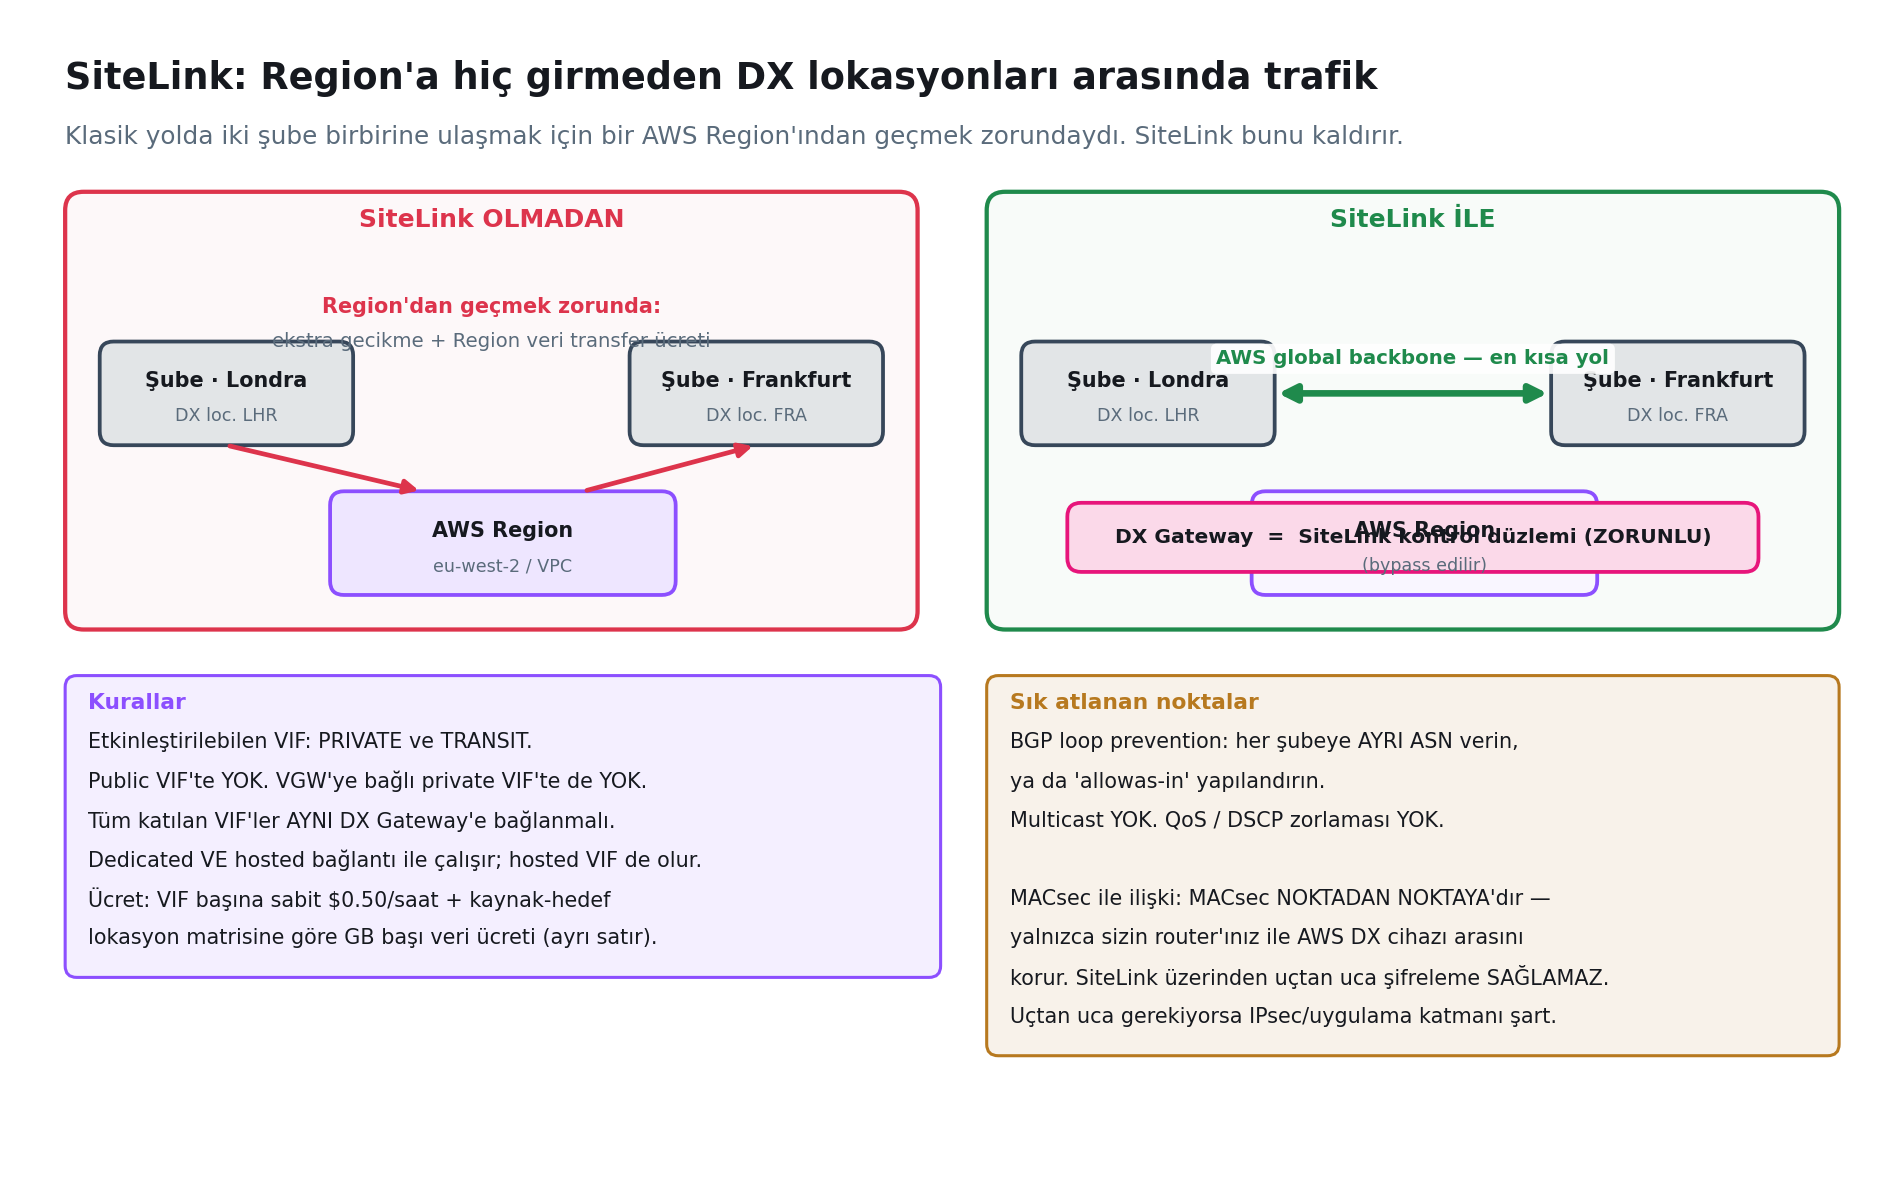 SiteLink: Region'a hiç girmeden DX lokasyonları arasında trafik
Klasik yolda iki şube birbirine ulaşmak için bir AWS Region'ından geçmek zorundaydı. SiteLink bunu kaldırır.
SiteLink OLMADAN
Region'dan geçmek zorunda:
ekstra gecikme + Region veri transfer ücreti
Şube · Londra
DX loc. LHR
Şube · Frankfurt
DX loc. FRA
AWS Region
eu-west-2 / VPC
SiteLink İLE
AWS global backbone — en kısa yol
Şube · Londra
DX loc. LHR
Şube · Frankfurt
DX loc. FRA
AWS Region
DX Gateway = SiteLink kontrol düzlemi (ZORUNLU)
(bypass edilir)
Kurallar
Etkinleştirilebilen VIF: PRIVATE ve TRANSIT.
Public VIF'te YOK. VGW'ye bağlı private VIF'te de YOK.
Tüm katılan VIF'ler AYNI DX Gateway'e bağlanmalı.
Dedicated VE hosted bağlantı ile çalışır; hosted VIF de olur.
Ücret: VIF başına sabit $0.50/saat + kaynak-hedef
lokasyon matrisine göre GB başı veri ücreti (ayrı satır).
Sık atlanan noktalar
BGP loop prevention: her şubeye AYRI ASN verin,
ya da 'allowas-in' yapılandırın.
Multicast YOK. QoS / DSCP zorlaması YOK.
MACsec ile ilişki: MACsec NOKTADAN NOKTAYA'dır —
yalnızca sizin router'ınız ile AWS DX cihazı arasını
korur. SiteLink üzerinden uçtan uca şifreleme SAĞLAMAZ.
Uçtan uca gerekiyorsa IPsec/uygulama katmanı şart.